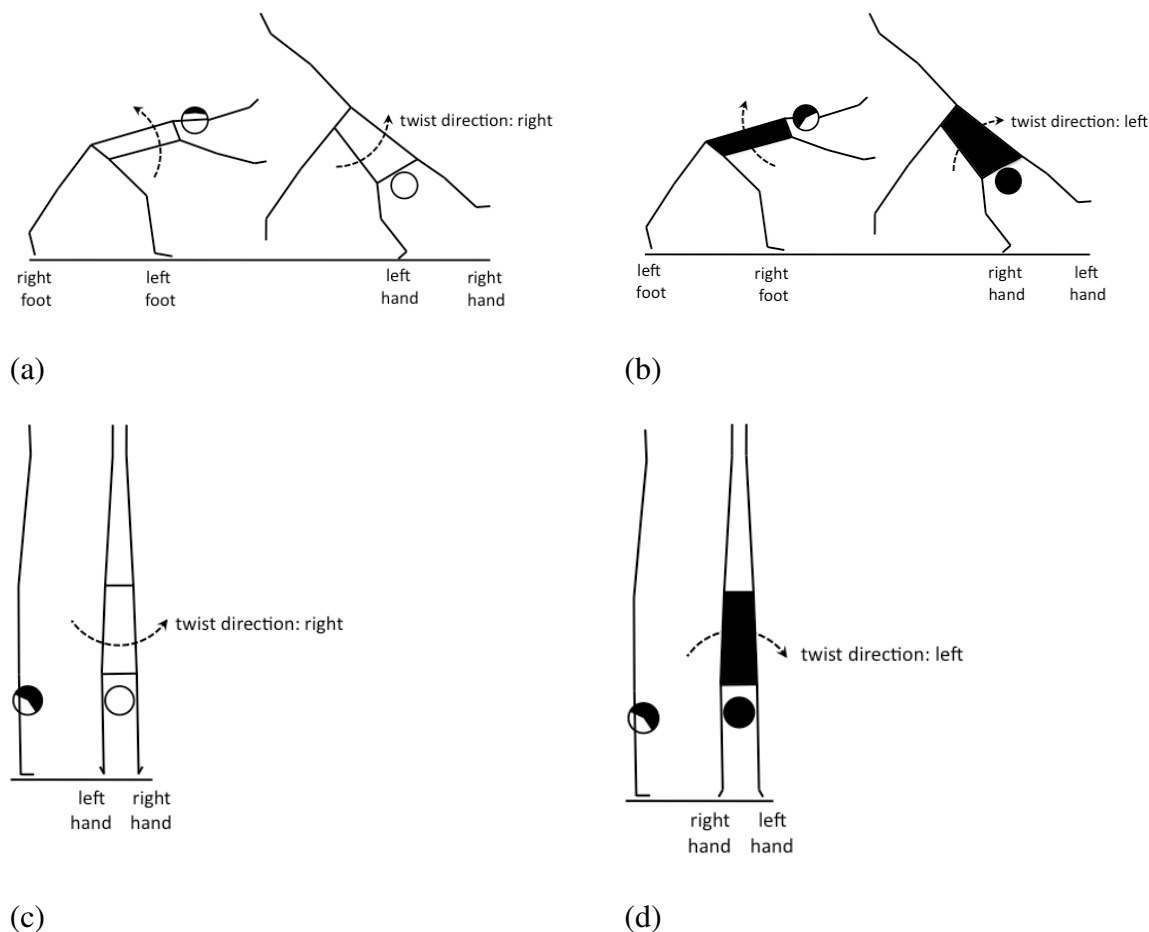 twist direction: right
right
foot
left
foot
left
hand
right
hand
(a)
twist direction: left
left
foot
right
foot
right
hand
left
hand
(b)
twist direction: right
left
hand
right
hand
(c)
twist direction: left
right
hand
left
hand
(d)